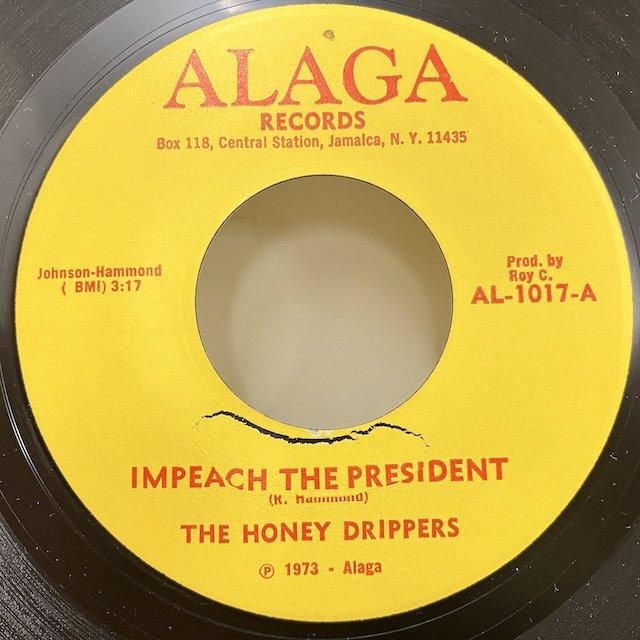 ALAGA
RECORDS
Box 118, Central Station, Jamaica, N. Y. 11435
Johnson-Hammond
( BMI) 3:17
Prod. by
Roy C.
AL-1017-A
IMPEACH THE PRESIDENT
(R. Hammond)
THE HONEY DRIPPERS
℗ 1973 - Alaga